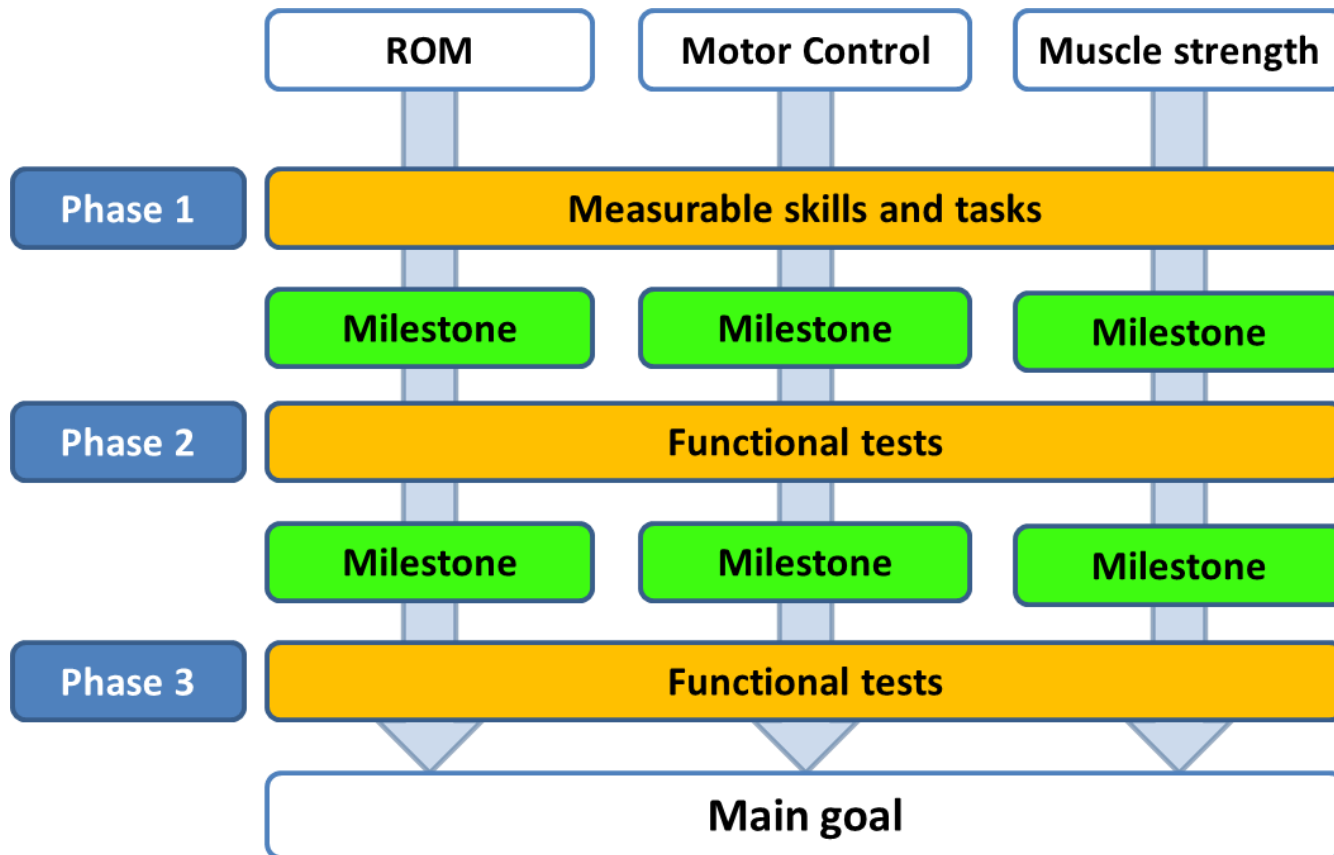 ROM
Motor Control
Muscle strength
Phase 1
Measurable skills and tasks
Milestone
Milestone
Milestone
Phase 2
Functional tests
Milestone
Milestone
Milestone
Phase 3
Functional tests
Main goal